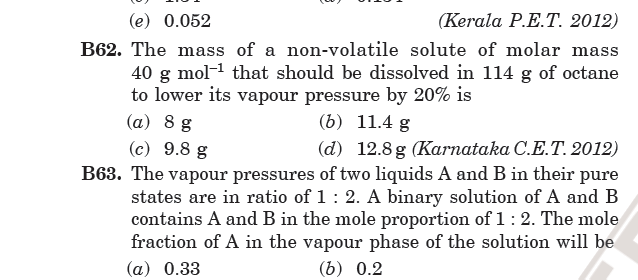 (e) 0.052 (Kerala P.E.T. 2012)
B62. The mass of a non-volatile solute of molar mass
40 g mol⁻¹ that should be dissolved in 114 g of octane
to lower its vapour pressure by 20% is
(a) 8 g (b) 11.4 g
(c) 9.8 g (d) 12.8 g (Karnataka C.E.T. 2012)
B63. The vapour pressures of two liquids A and B in their pure
states are in ratio of 1 : 2. A binary solution of A and B
contains A and B in the mole proportion of 1 : 2. The mole
fraction of A in the vapour phase of the solution will be
(a) 0.33 (b) 0.2